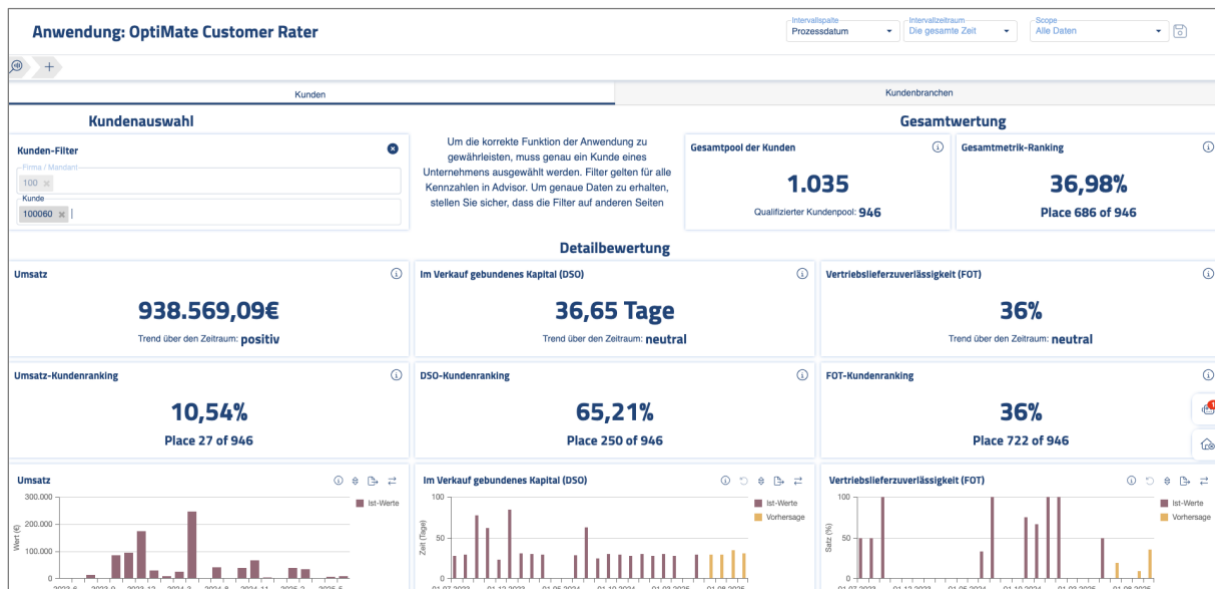 Anwendung: OptiMate Customer Rater
Intervallspalte
Prozessdatum
Intervallzeitraum
Die gesamte Zeit
Scope
Alle Daten
Kunden
Kundenbranchen
Kundenauswahl
Gesamtwertung
Kunden-Filter
Firma / Mandant
100
Kunde
100060
Um die korrekte Funktion der Anwendung zu
gewährleisten, muss genau ein Kunde eines
Unternehmens ausgewählt werden. Filter gelten für alle
Kennzahlen in Advisor. Um genaue Daten zu erhalten,
stellen Sie sicher, dass die Filter auf anderen Seiten
Gesamtpool der Kunden
1.035
Qualifizierter Kundenpool: 946
Gesamtmetrik-Ranking
36,98%
Place 686 of 946
Detailbewertung
Umsatz
938.569,09€
Trend über den Zeitraum: positiv
Im Verkauf gebundenes Kapital (DSO)
36,65 Tage
Trend über den Zeitraum: neutral
Vertriebslieferzuverlässigkeit (FOT)
36%
Trend über den Zeitraum: neutral
Umsatz-Kundenranking
10,54%
Place 27 of 946
DSO-Kundenranking
65,21%
Place 250 of 946
FOT-Kundenranking
36%
Place 722 of 946
Umsatz
300.000
200.000
100.000
0
Wert (€)
Ist-Werte
Im Verkauf gebundenes Kapital (DSO)
100
50
0
Zeit (Tage)
Ist-Werte
Vorhersage
Vertriebslieferzuverlässigkeit (FOT)
100
50
0
Satz (%)
Ist-Werte
Vorhersage